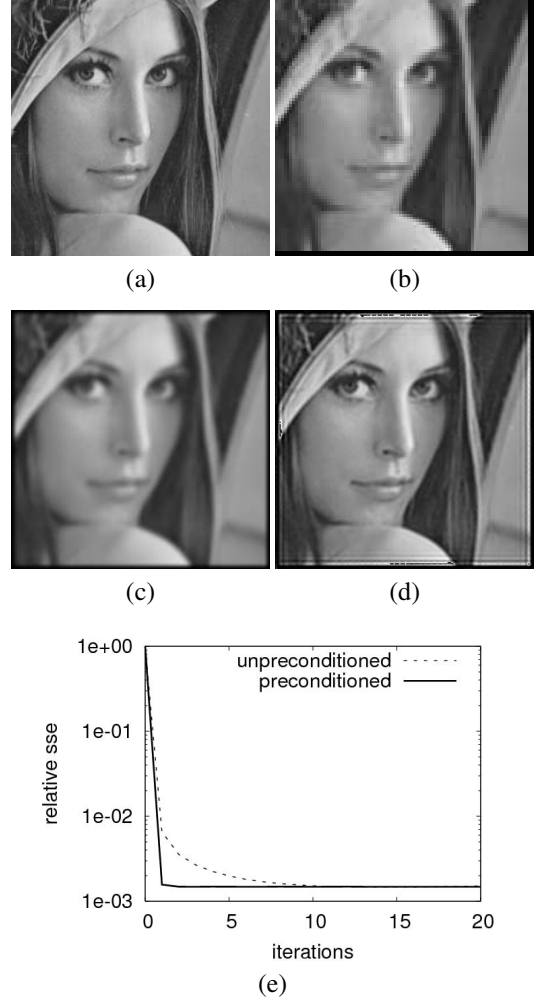 (a)
(b)
(c)
(d)
1e+00
1e-01
1e-02
1e-03
relative sse
unpreconditioned
preconditioned
0
5
10
15
20
iterations
(e)